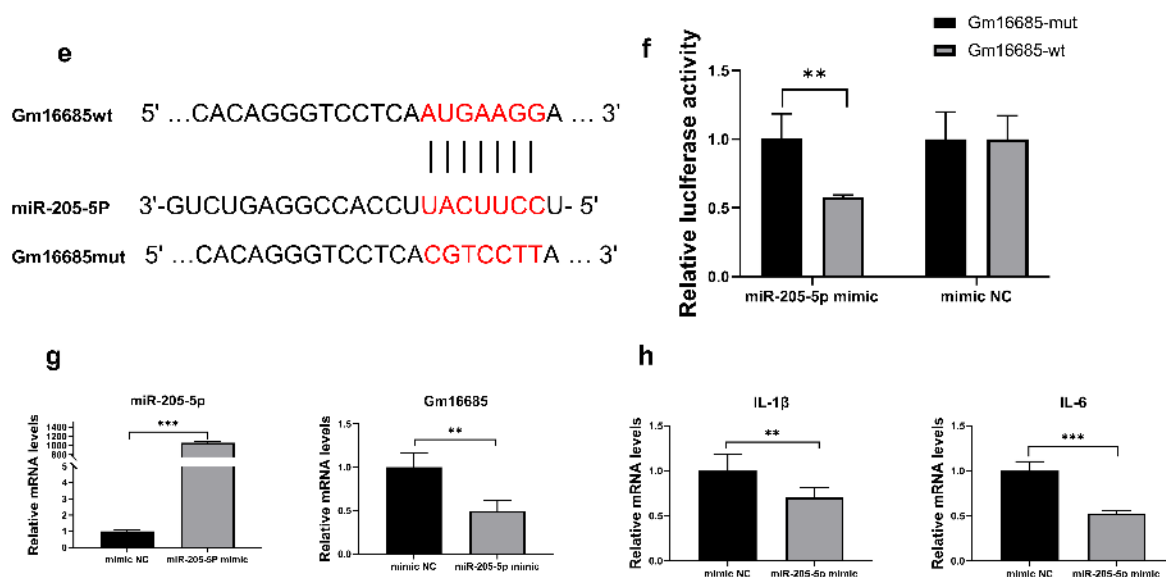 e
Gm16685wt 5' ...CACAGGGTCCTCAAUGAAGGA ... 3'
miR-205-5P 3'-GUCUGAGGCCACCUUACUUCCU- 5'
Gm16685mut 5' ...CACAGGGTCCTCACGTCCTTA ... 3'
f
Gm16685-mut
Gm16685-wt
Relative luciferase activity
1.5
1.0
0.5
0.0
**
miR-205-5p mimic
mimic NC
g
miR-205-5p
Relative mRNA levels
1400
1200
1000
800
5
4
3
2
1
0
***
mimic NC
miR-205-5P mimic
Gm16685
Relative mRNA levels
1.5
1.0
0.5
0.0
**
mimic NC
miR-205-5p mimic
h
IL-1β
Relative mRNA levels
1.5
1.0
0.5
0.0
**
mimic NC
miR-205-5p mimic
IL-6
Relative mRNA levels
1.5
1.0
0.5
0.0
***
mimic NC
miR-205-5p mimic